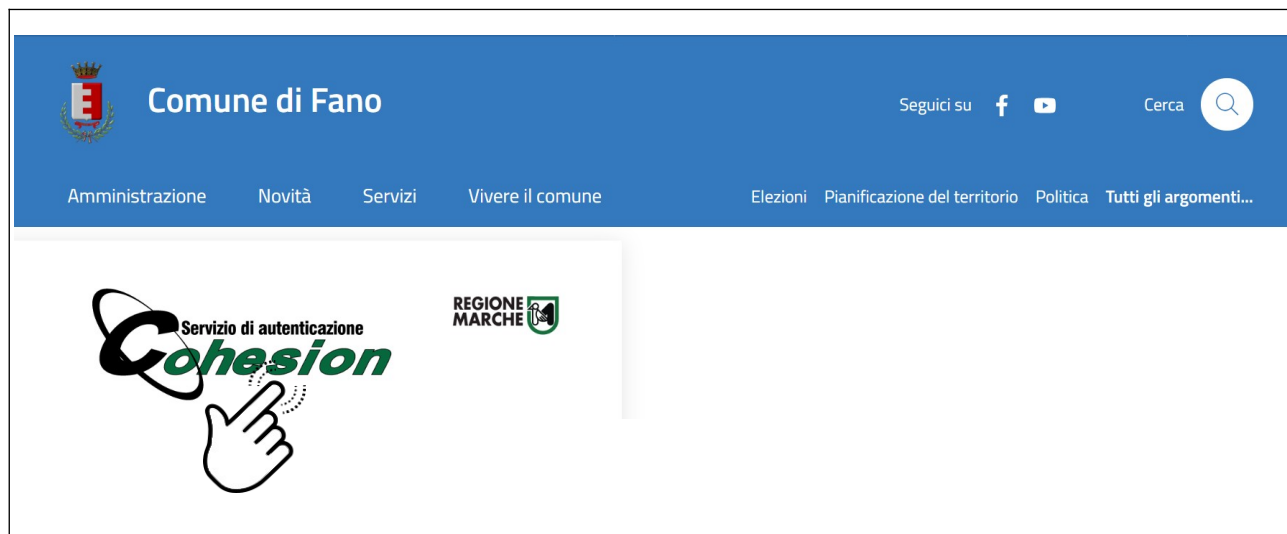 Comune di Fano
Seguici su
Cerca
Amministrazione Novità Servizi Vivere il comune
Elezioni Pianificazione del territorio Politica Tutti gli argomenti...
Servizio di autenticazione
Cohesion
REGIONE
MARCHE